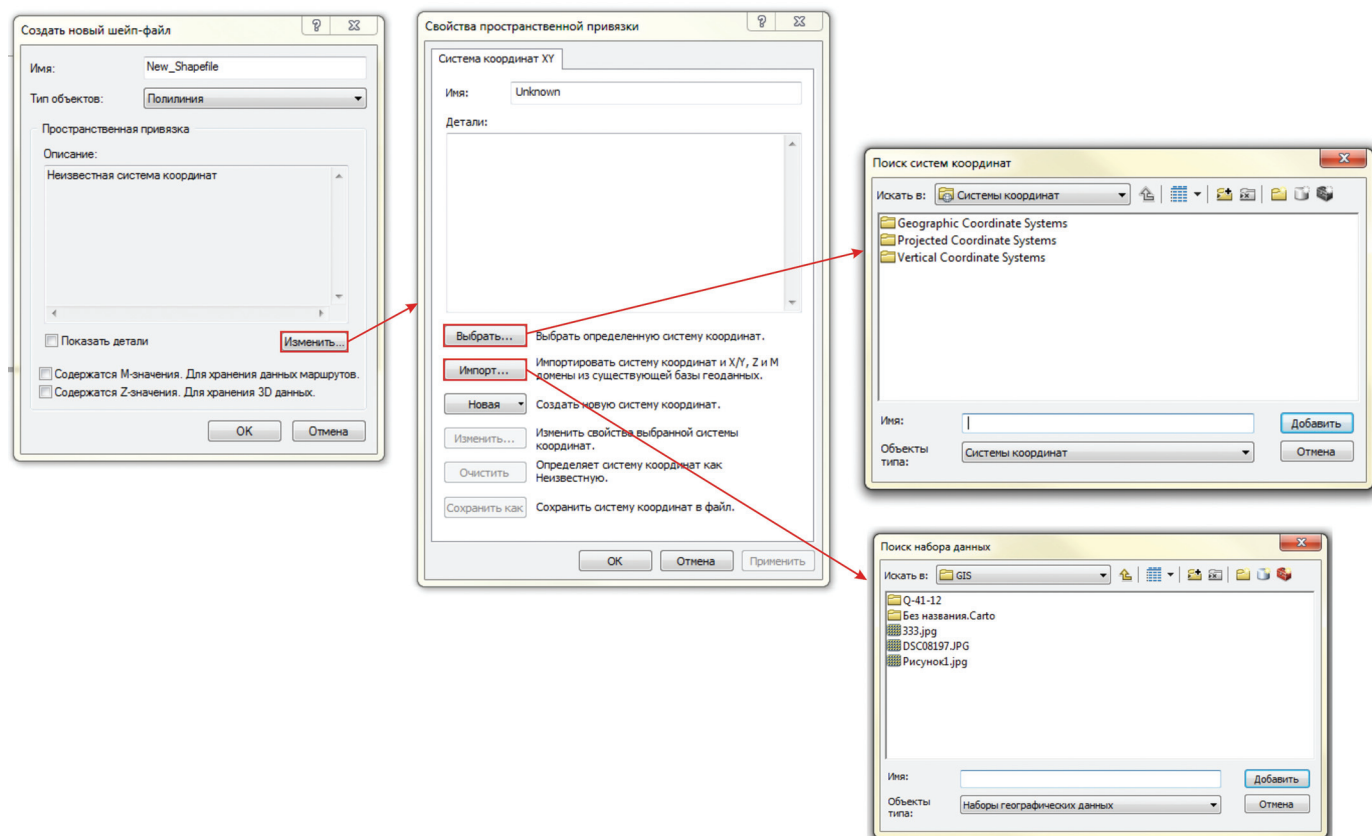 Создать новый шейп-файл
Имя:
New_Shapefile
Тип объектов:
Полилиния
Пространственная привязка
Описание:
Неизвестная система координат
Показать детали
Изменить...
Содержатся M-значения. Для хранения данных маршрутов.
Содержатся Z-значения. Для хранения 3D данных.
OK
Отмена
Свойства пространственной привязки
Система координат XY
Имя:
Unknown
Детали:
Выбрать...
Выбрать определенную систему координат.
Импорт...
Импортировать систему координат и X/Y, Z и M
домены из существующей базы геоданных.
Новая
Создать новую систему координат.
Изменить...
Изменить свойства выбранной системы
координат.
Очистить
Определяет систему координат как
Неизвестную.
Сохранить как
Сохранить систему координат в файл.
OK
Отмена
Применить
Поиск систем координат
Искать в:
Системы координат
Geographic Coordinate Systems
Projected Coordinate Systems
Vertical Coordinate Systems
Имя:
Добавить
Объекты
типа:
Системы координат
Отмена
Поиск набора данных
Искать в:
GIS
Q-41-12
Без названия.Carto
333.jpg
DSC08197.JPG
Рисунок1.jpg
Имя:
Добавить
Объекты
типа:
Наборы географических данных
Отмена